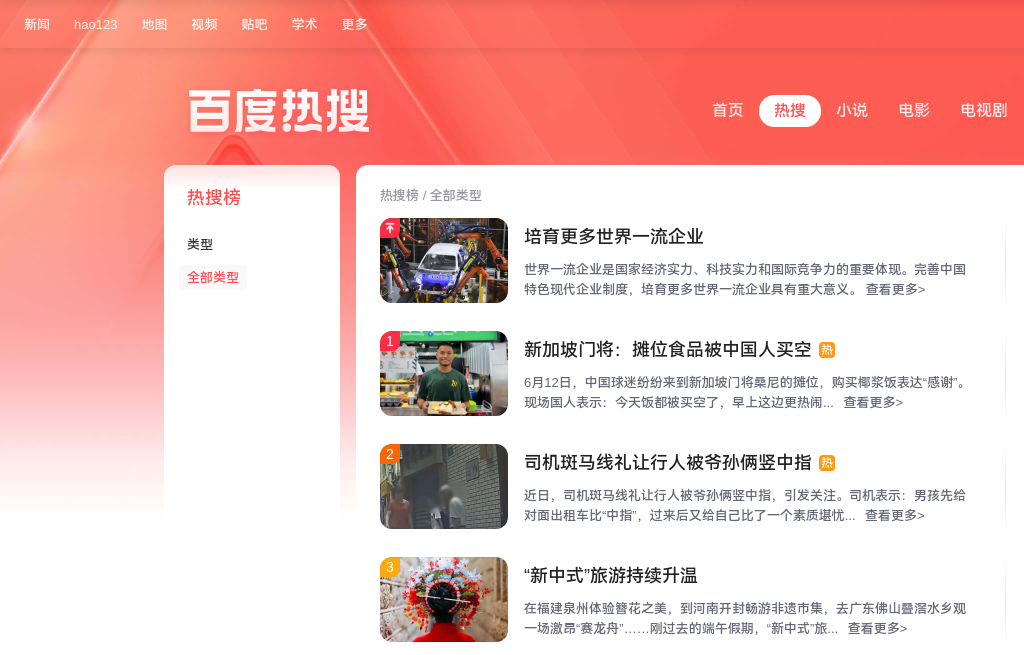 新闻 hao123 地图 视频 贴吧 学术 更多
百度热搜
首页 热搜 小说 电影 电视剧
热搜榜
类型
全部类型
热搜榜 / 全部类型
培育更多世界一流企业
世界一流企业是国家经济实力、科技实力和国际竞争力的重要体现。完善中国
特色现代企业制度，培育更多世界一流企业具有重大意义。 查看更多>
1
新加坡门将：摊位食品被中国人买空 热
6月12日，中国球迷纷纷来到新加坡门将桑尼的摊位，购买椰浆饭表达“感谢”。
现场国人表示：今天饭都被买空了，早上这边更热闹... 查看更多>
2
司机斑马线礼让行人被爷孙俩竖中指 热
近日，司机斑马线礼让行人被爷孙俩竖中指，引发关注。司机表示：男孩先给
对面出租车比“中指”，过来后又给自己比了一个素质堪忧... 查看更多>
3
“新中式”旅游持续升温
在福建泉州体验簪花之美，到河南开封畅游非遗市集，去广东佛山叠滘水乡观
一场激昂“赛龙舟”……刚过去的端午假期，“新中式”旅... 查看更多>